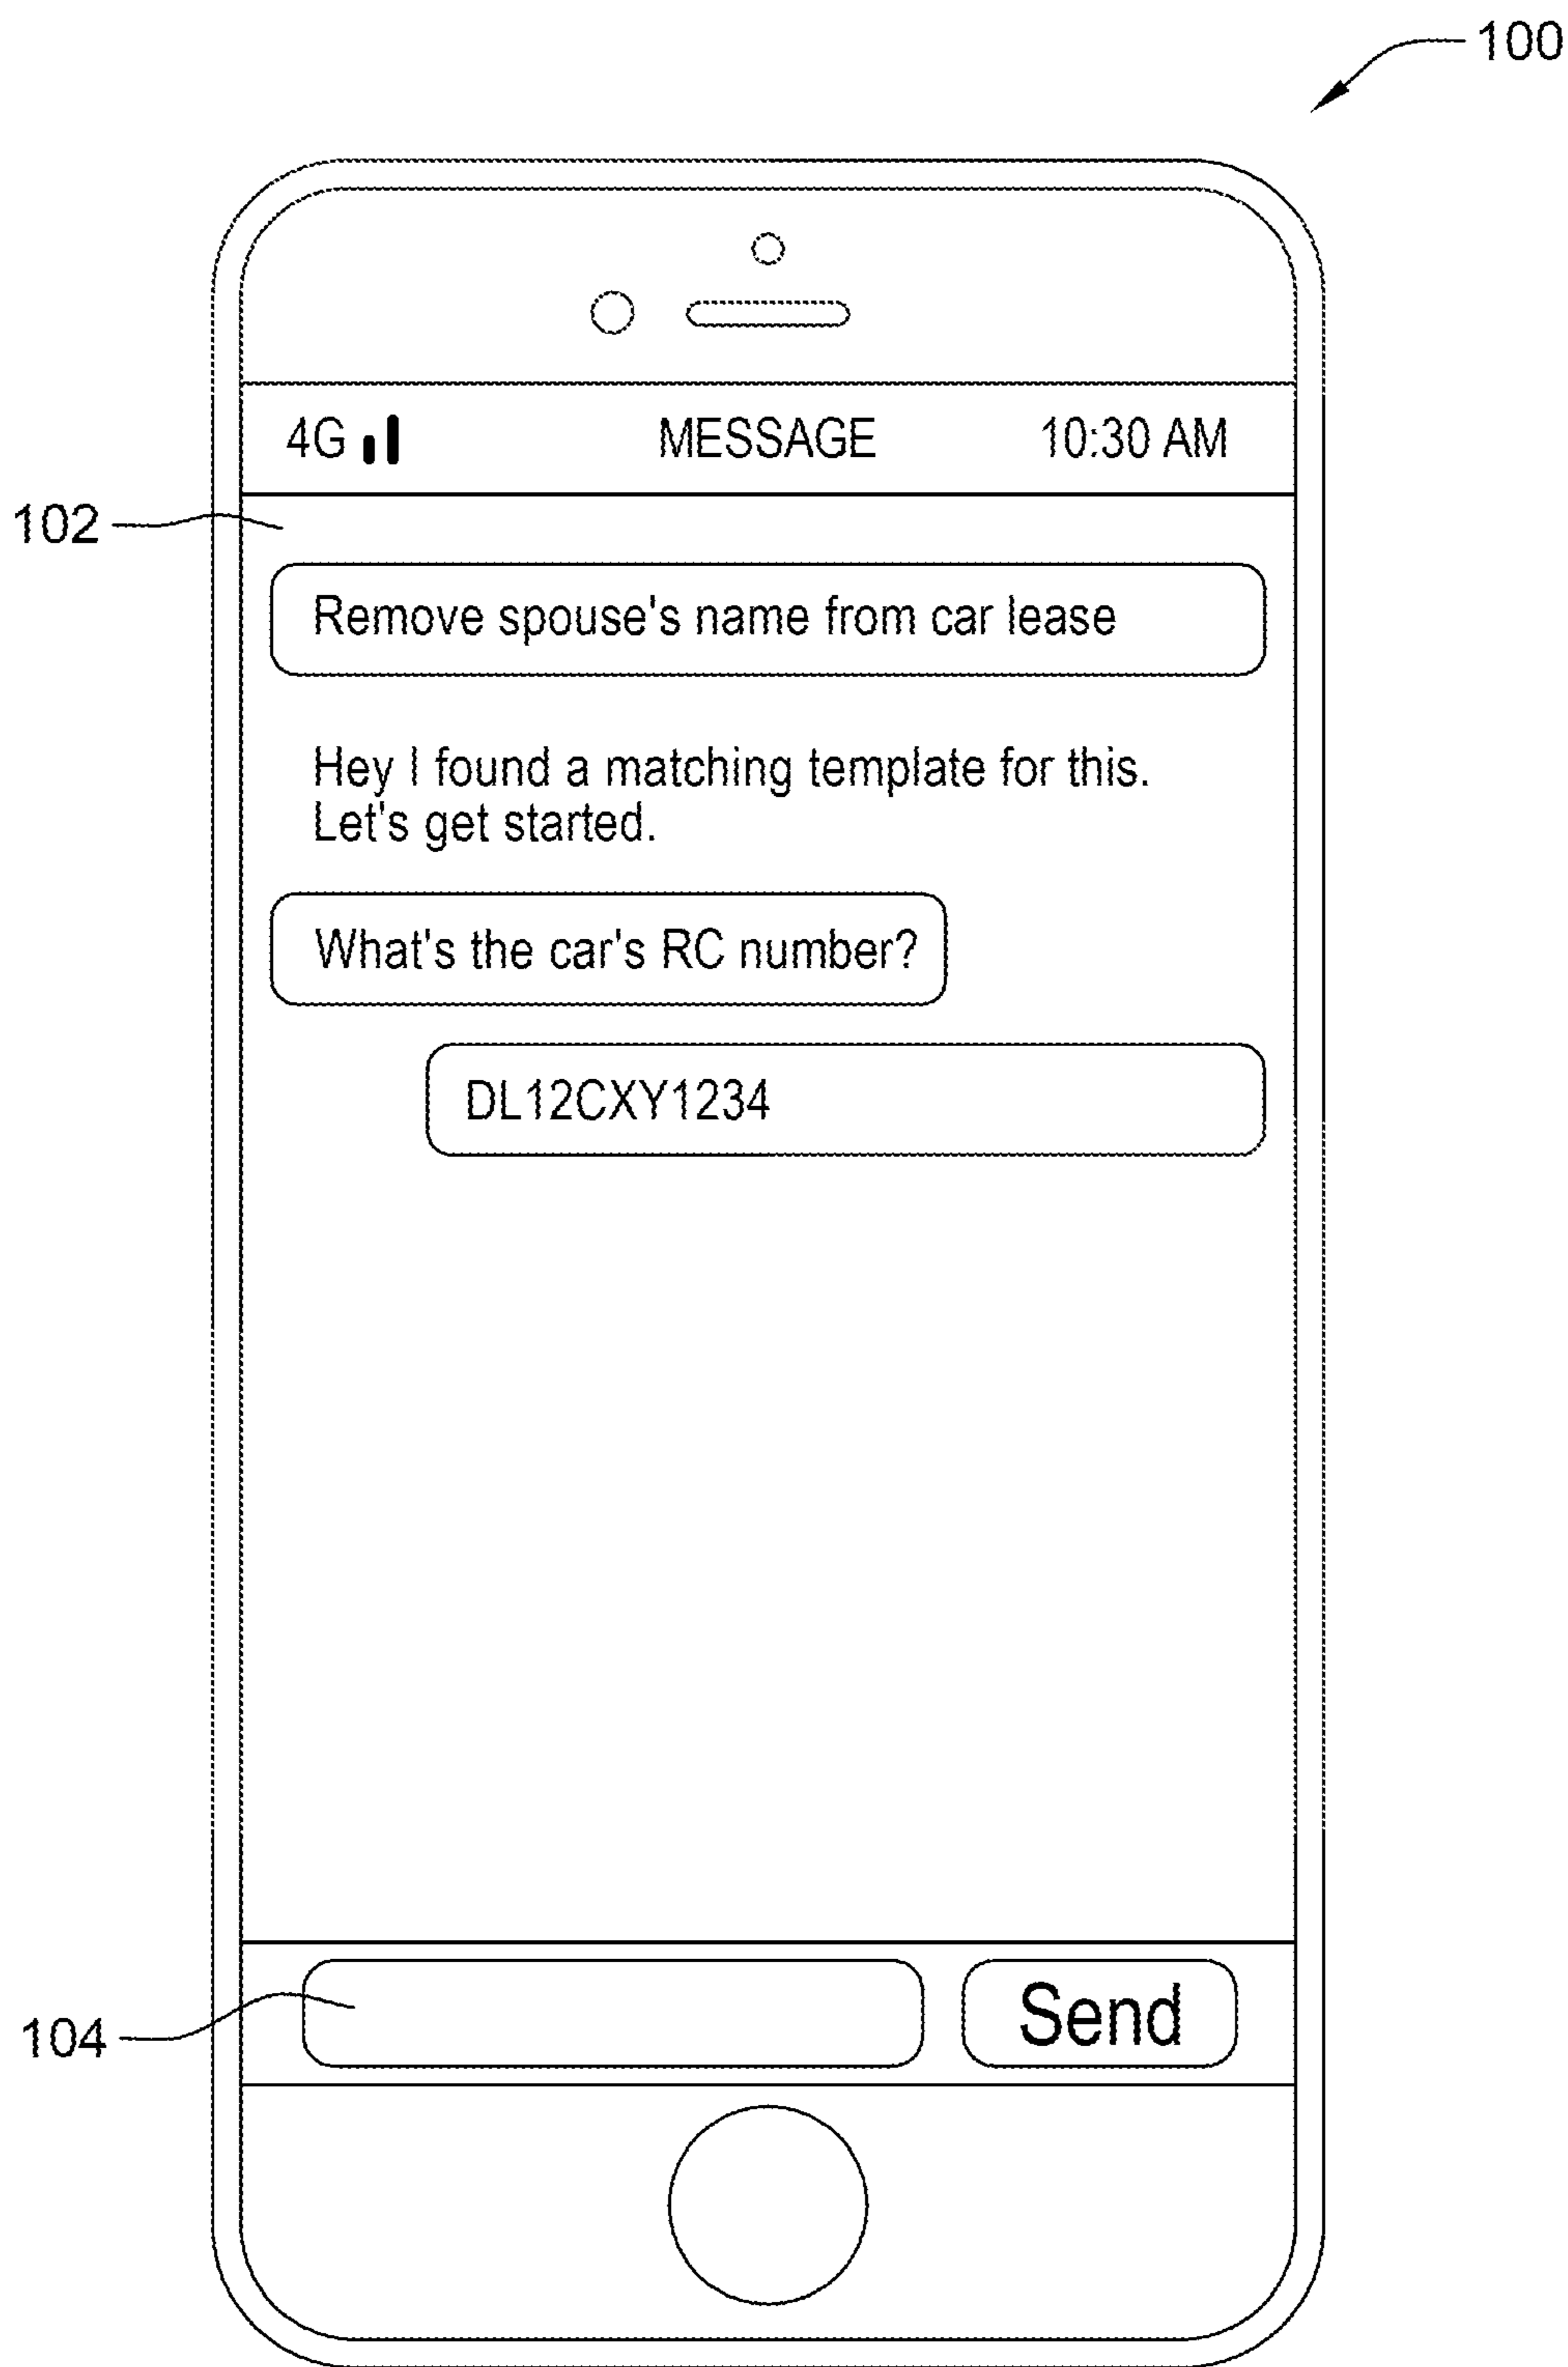 100
4G MESSAGE 10:30 AM
102
Remove spouse's name from car lease
Hey I found a matching template for this.
Let's get started.
What's the car's RC number?
DL12CXY1234
Send
104